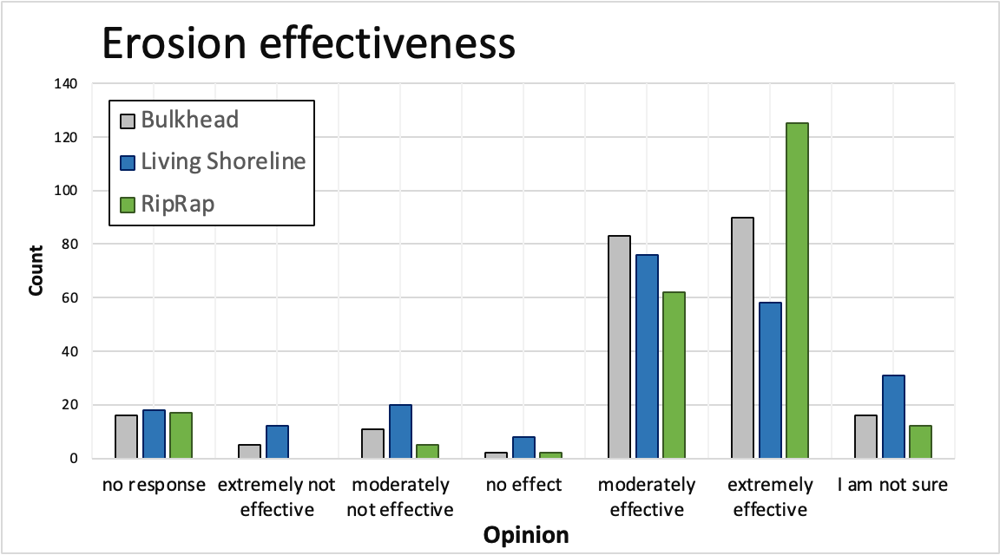 Erosion effectiveness
140
120
100
80
60
40
20
0
Count
Bulkhead
Living Shoreline
RipRap
no response
extremely not
effective
moderately
not effective
no effect
moderately
effective
extremely
effective
I am not sure
Opinion